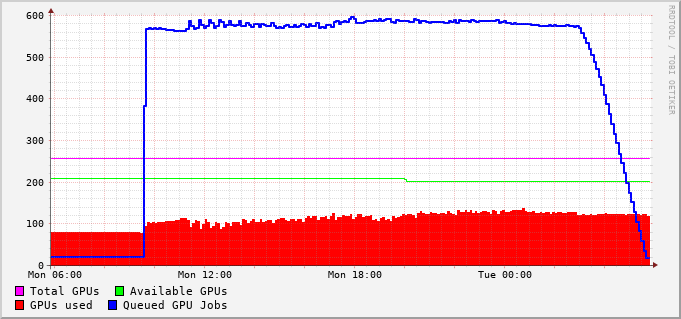 600
500
400
300
200
100
0
Mon 06:00 Mon 12:00 Mon 18:00 Tue 00:00
Total GPUs Available GPUs
GPUs used Queued GPU Jobs
RRDTOOL / TOBI OETIKER